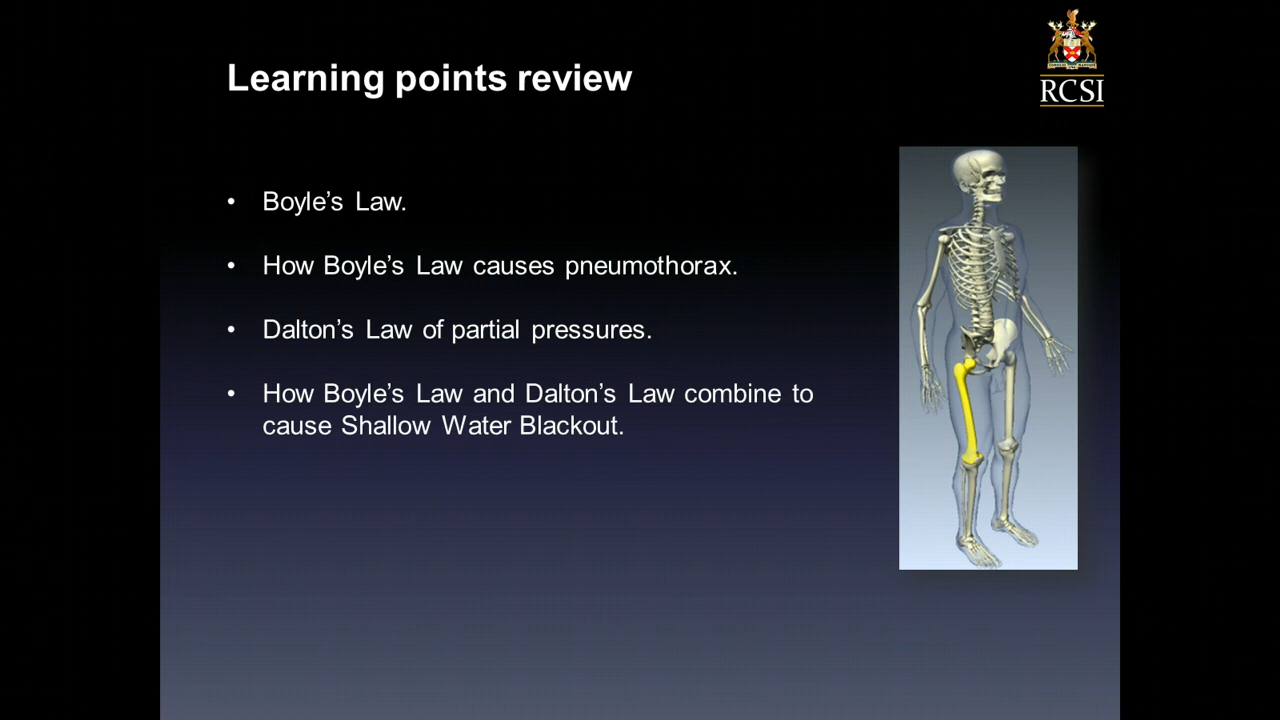 Learning points review
RCSI
• Boyle’s Law.
• How Boyle’s Law causes pneumothorax.
• Dalton’s Law of partial pressures.
• How Boyle’s Law and Dalton’s Law combine to
cause Shallow Water Blackout.